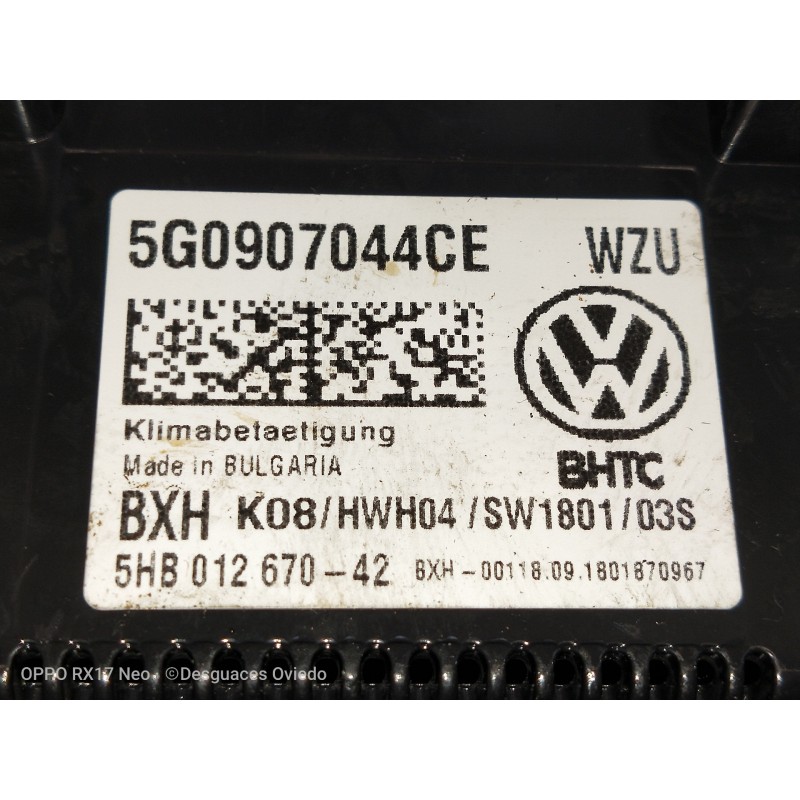 5G0907044CE WZU
Klimabetaetigung
Made in BULGARIA
BHTC
BXH K08/HWH04/SW1801/03S
5HB 012 670-42 BXH-00118.09.1801870967
OPPO RX17 Neo ©Desguaces Oviedo